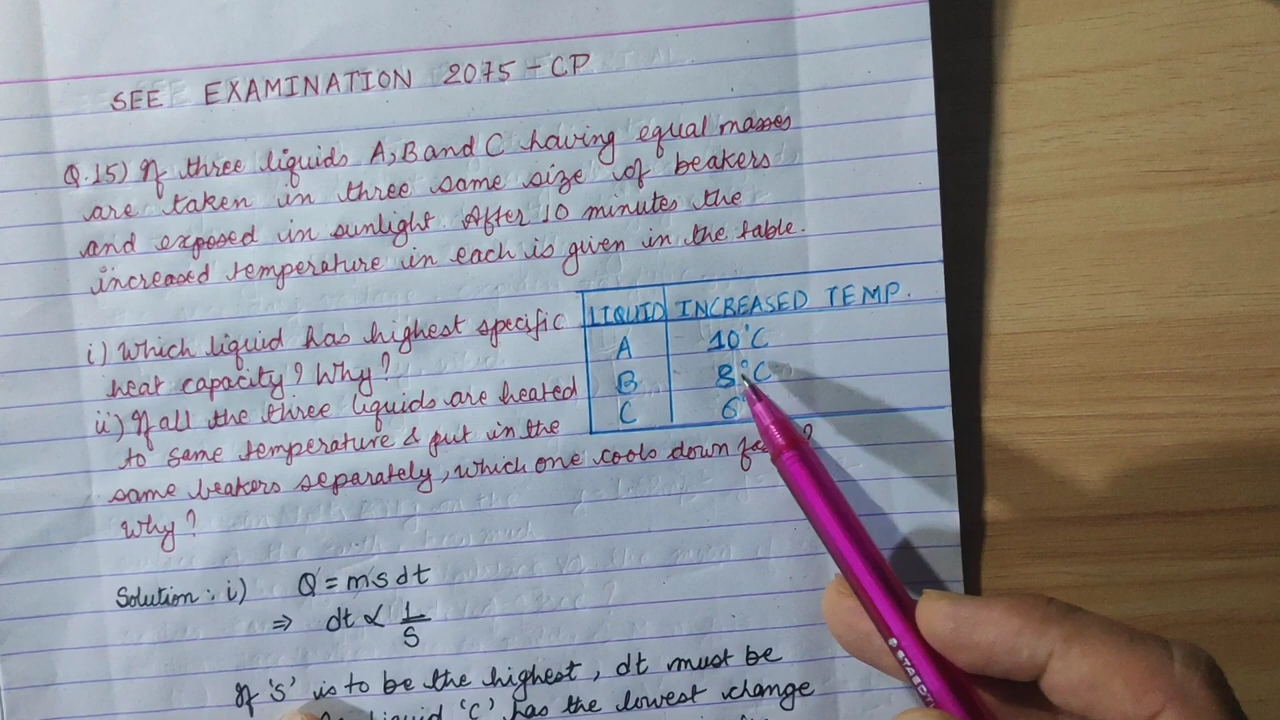 SEE EXAMINATION 2075 - CP
Q.15) If three liquids A, B and C having equal masses
are taken in three same size of beakers
and exposed in sunlight. After 10 minutes the
increased temperature in each is given in the table.
i) Which liquid has highest specific
heat capacity? Why?
ii) If all the three liquids are heated
to same temperature & put in the
same beakers separately, which one cools down
Why?
LIQUID INCREASED TEMP.
A 10°C
B 8°C
C 6°
Solution: i) Q = msdt
⇒ dt ∝ 1/S
If 's' is to be the highest, dt must be
liquid 'C' has the lowest change